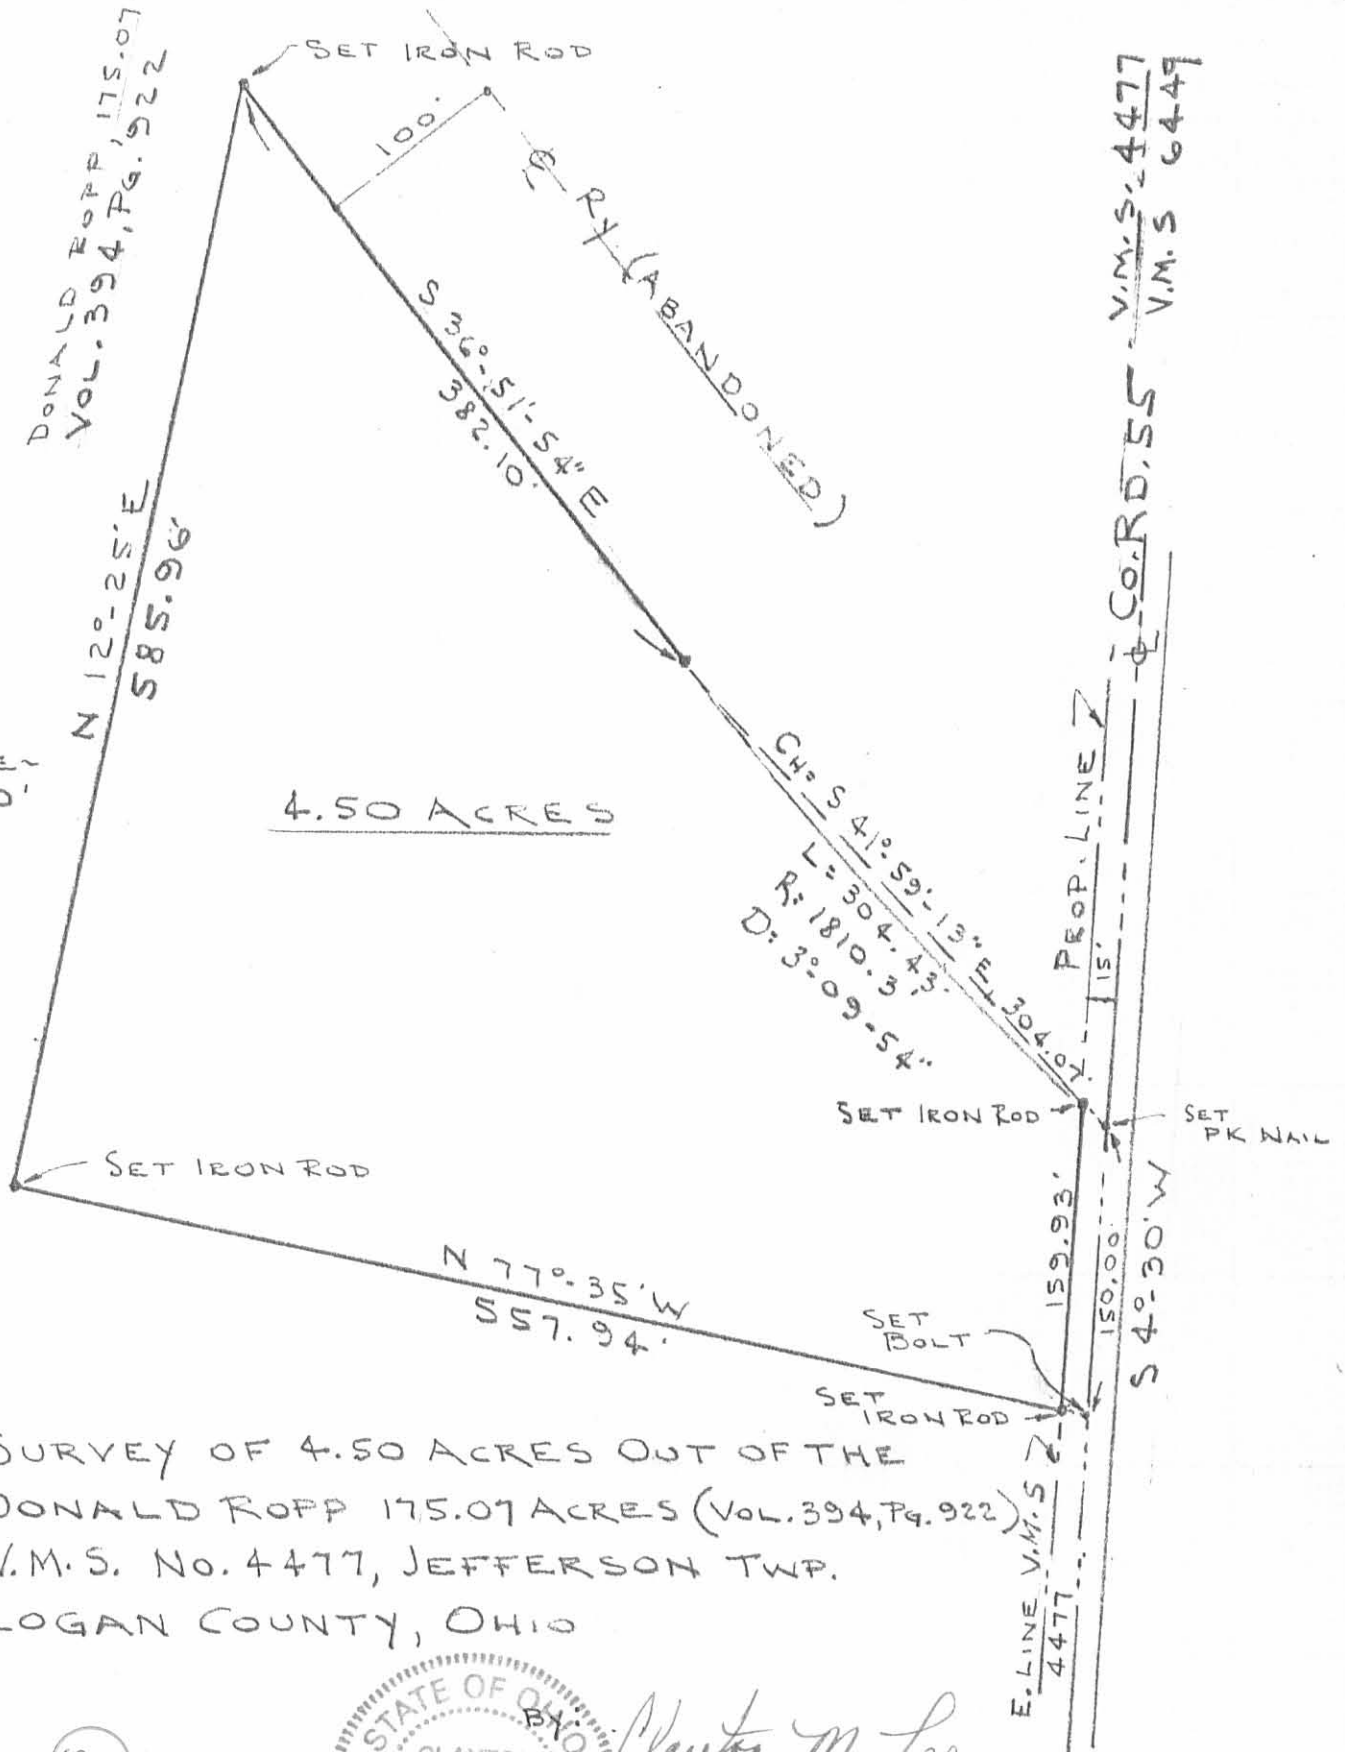 SET IRON ROD
DONALD ROPP, 175.07
VOL. 394, PG. 922
100'
RY (ABANDONED)
V.M.S. 4477
V.M.S 6449
CO. RD. 55
S 36°-51'-54" E
382.10'
N 12°-25' E
585.96'
4.50 ACRES
PROP. LINE
15'
CH= S 41°-59'-13" E, 304.0
L= 304.43'
R= 1810.3'
D= 3°-09'-54"
SET IRON ROD
SET
PK NAIL
SET IRON ROD
159.93'
150.00'
S 4°-30' W
N 77°-35' W
557.94'
SET
BOLT
SET
IRON ROD
E. LINE V.M.S
4477
SURVEY OF 4.50 ACRES OUT OF THE
DONALD ROPP 175.07 ACRES (VOL. 394, PG. 922)
V.M.S. NO. 4477, JEFFERSON TWP.
LOGAN COUNTY, OHIO
STATE OF OHIO
BY: Clayton M. Lee